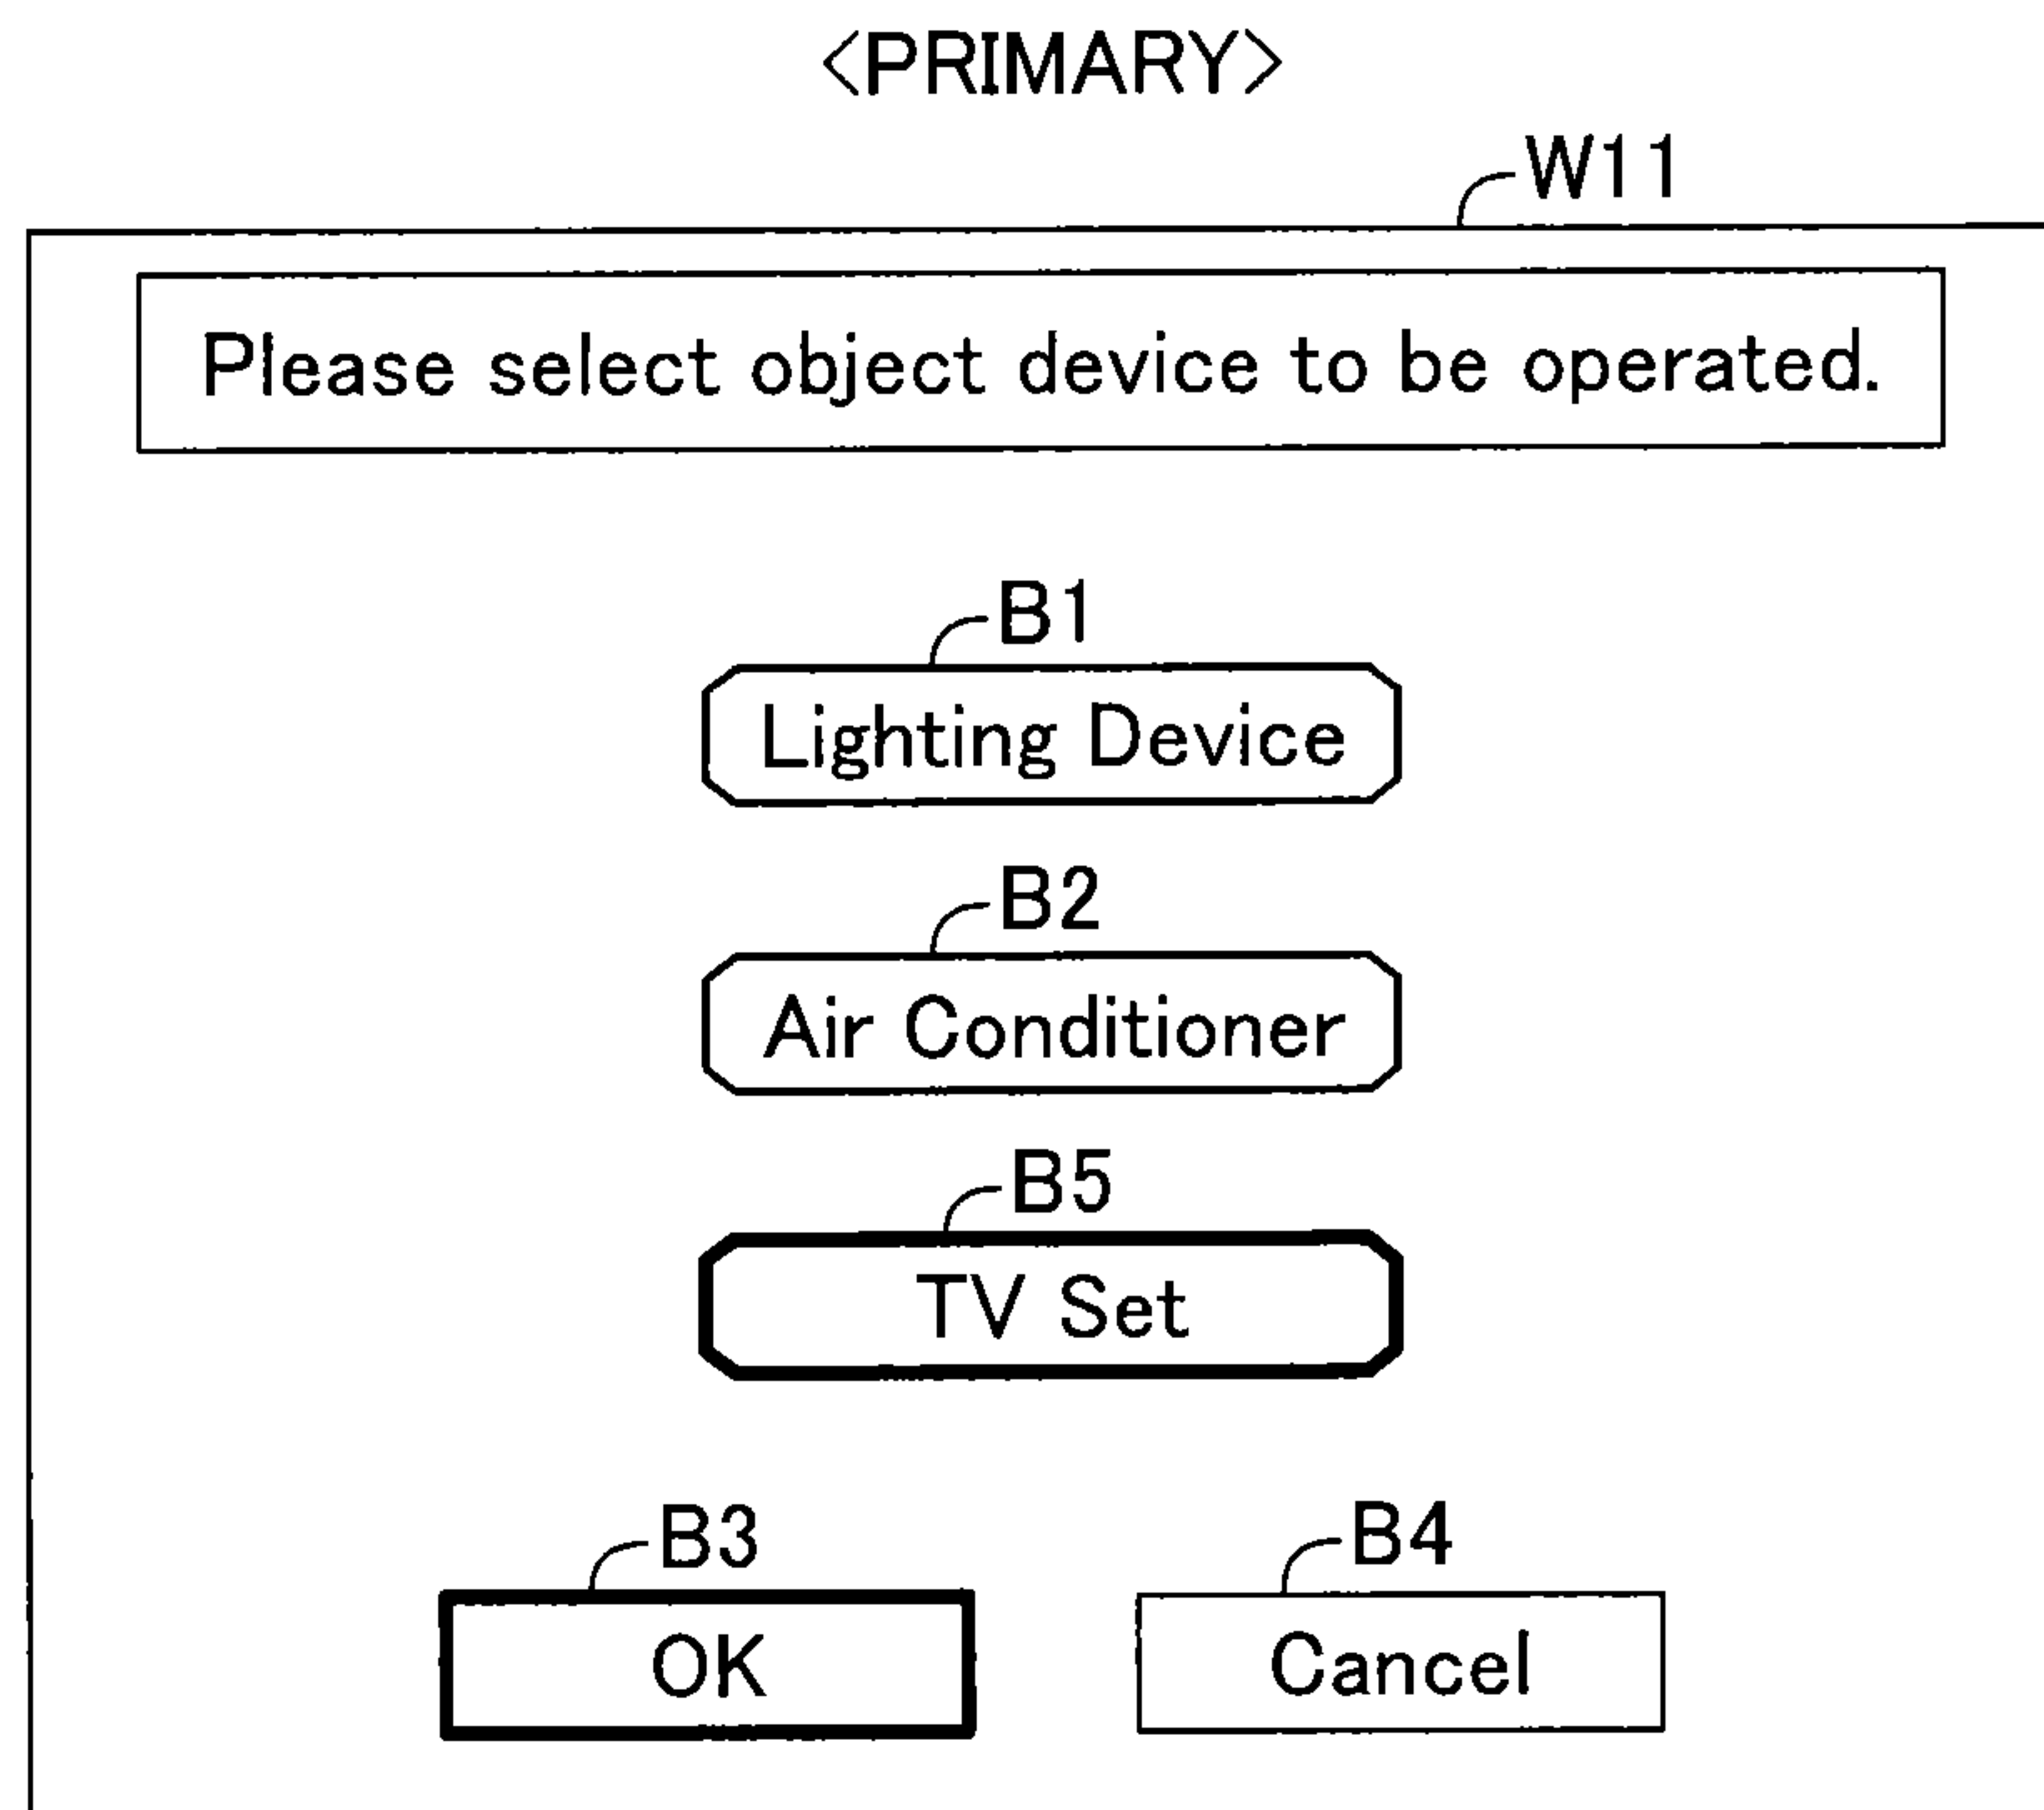 <PRIMARY>
W11
Please select object device to be operated.
B1
Lighting Device
B2
Air Conditioner
B5
TV Set
B3
B4
OK
Cancel